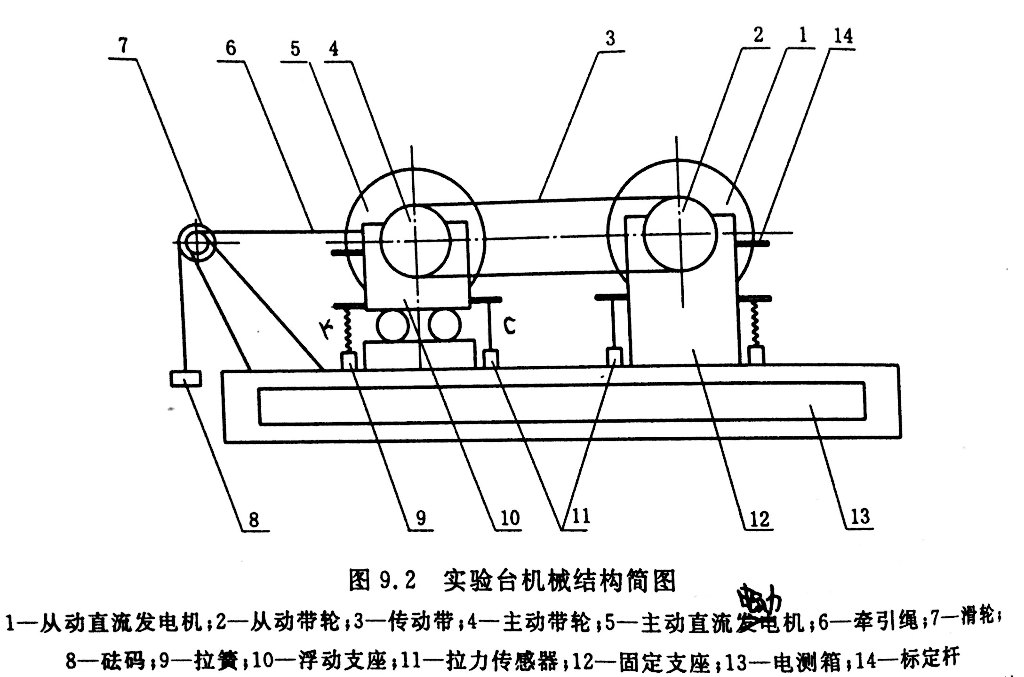 7 6 5 4 3 2 1 14
K C
8 9 10 11 12 13
图 9.2 实验台机械结构简图
电动
1—从动直流发电机;2—从动带轮;3—传动带;4—主动带轮;5—主动直流发电机;6—牵引绳;7—滑轮;
8—砝码;9—拉簧;10—浮动支座;11—拉力传感器;12—固定支座;13—电测箱;14—标定杆